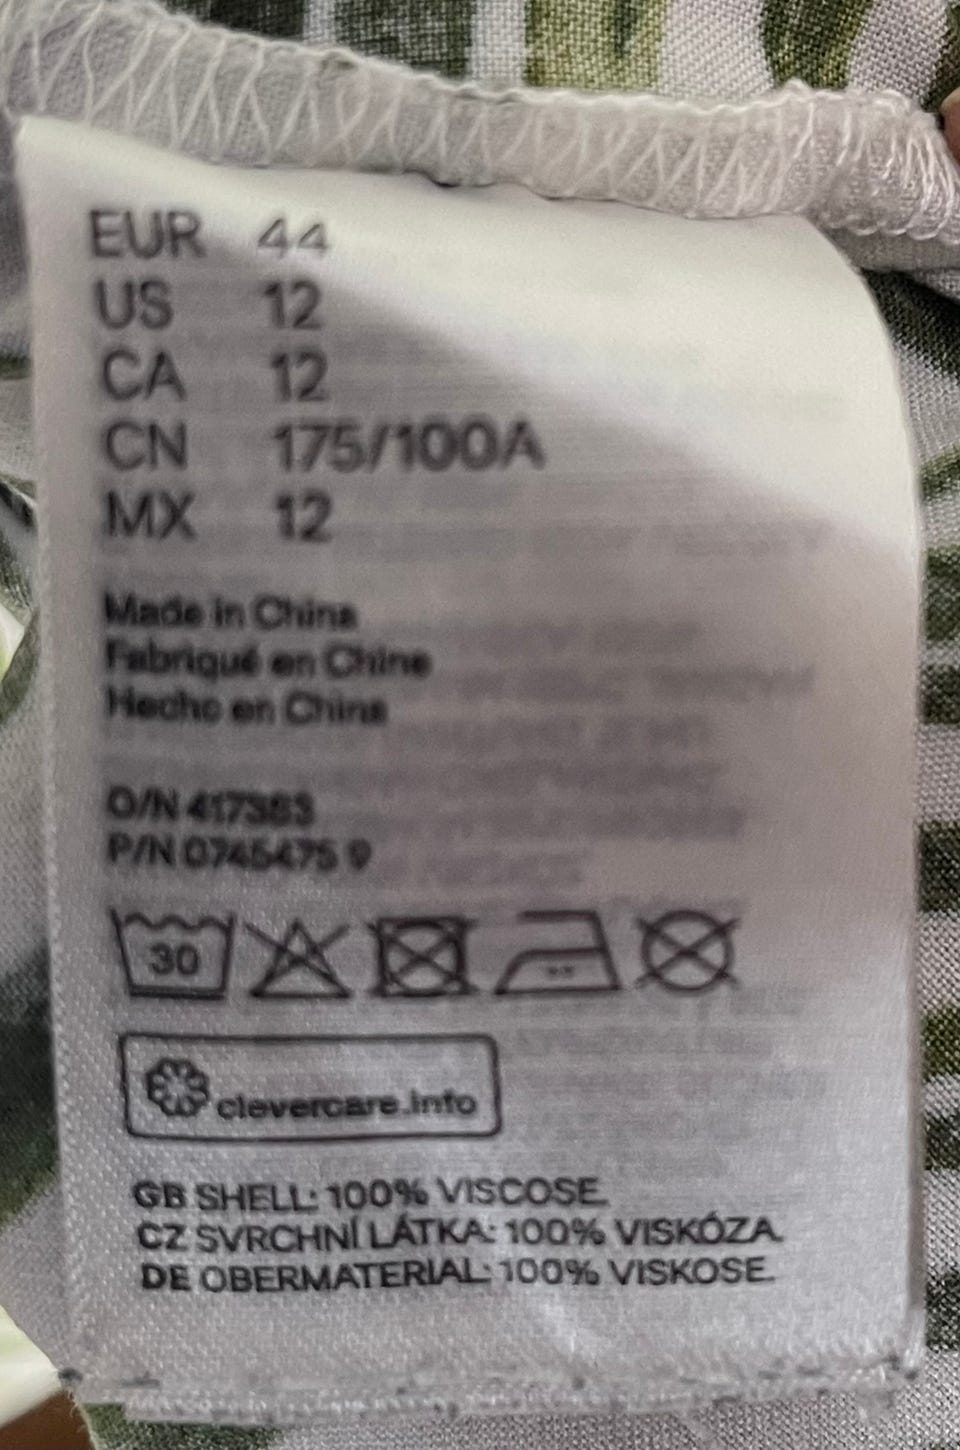 EUR 44
US 12
CA 12
CN 175/100A
MX 12
Made in China
Fabriqué en Chine
Hecho en China
O/N 417383
P/N 0745475 9
30
clevercare.info
GB SHELL: 100% VISCOSE.
CZ SVRCHNÍ LÁTKA: 100% VISKÓZA.
DE OBERMATERIAL: 100% VISKOSE.